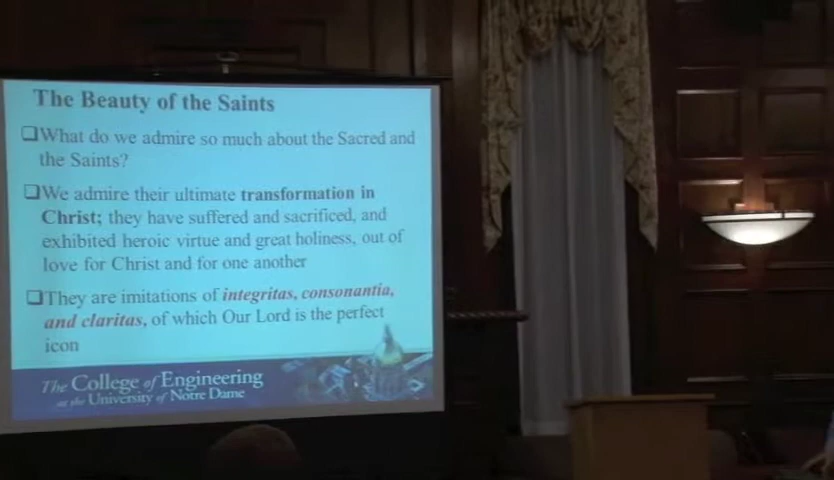 The Beauty of the Saints
❑What do we admire so much about the Sacred and
the Saints?
❑We admire their ultimate transformation in
Christ; they have suffered and sacrificed, and
exhibited heroic virtue and great holiness, out of
love for Christ and for one another
❑They are imitations of integritas, consonantia,
and claritas, of which Our Lord is the perfect
icon
The College of Engineering
at the University of Notre Dame